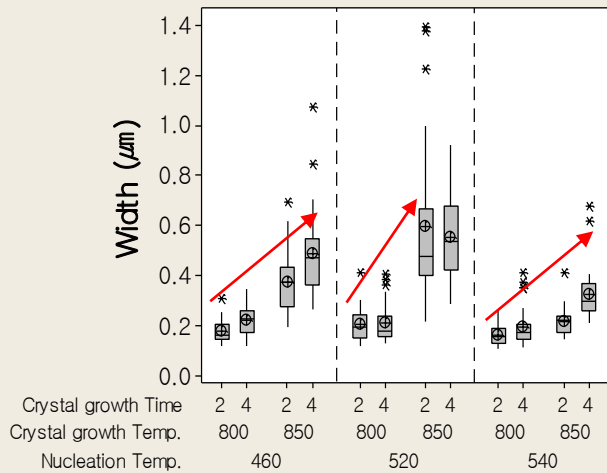 1.4
1.2
1.0
0.8
0.6
0.4
0.2
0.0
Width (㎛)
Crystal growth Time 2 4 2 4 2 4 2 4 2 4 2 4
Crystal growth Temp. 800 850 800 850 800 850
Nucleation Temp. 460 520 540